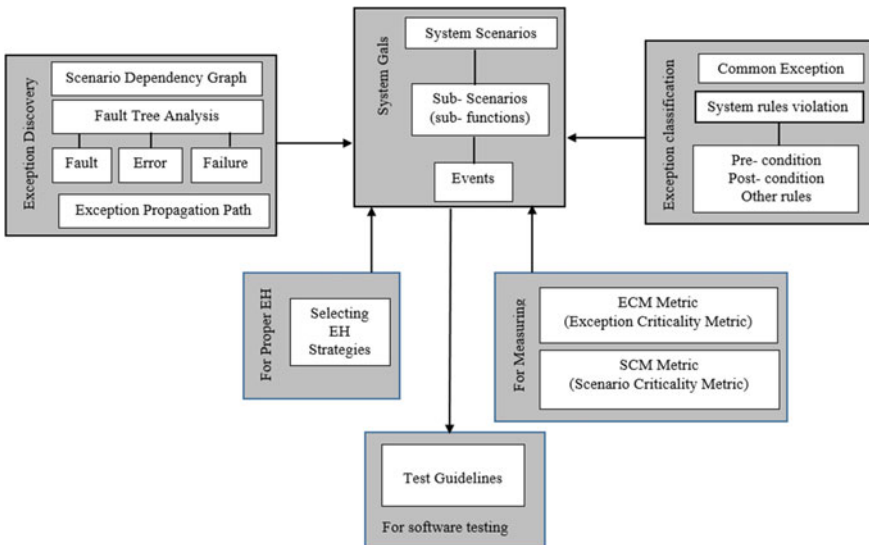 Exception Discovery
Scenario Dependency Graph
Fault Tree Analysis
Fault
Error
Failure
Exception Propagation Path
System Gals
System Scenarios
Sub- Scenarios
(sub- functions)
Events
Exception classification
Common Exception
System rules violation
Pre- condition
Post- condition
Other rules
For Proper EH
Selecting
EH
Strategies
For Measuring
ECM Metric
(Exception Criticality Metric)
SCM Metric
(Scenario Criticality Metric)
Test Guidelines
For software testing